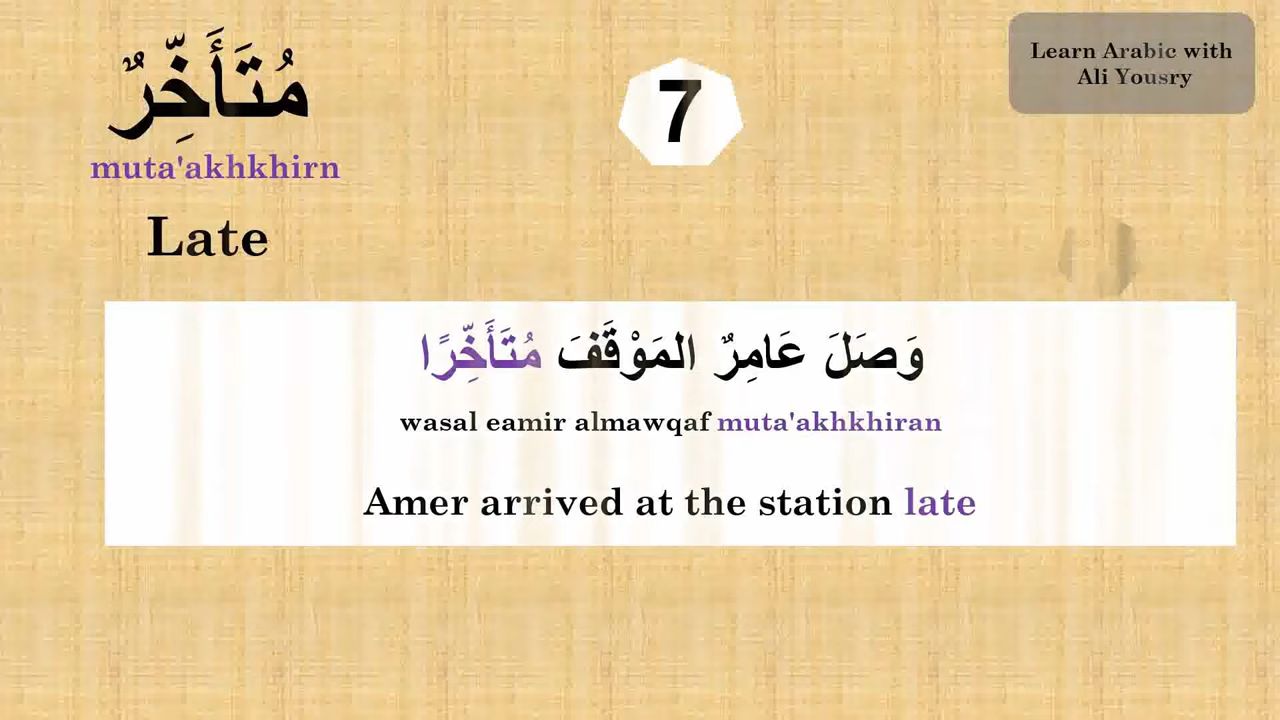 مُتَأَخِّرٌ
muta'akhkhirn
Late
7
Learn Arabic with
Ali Yousry
وَصَلَ عَامِرٌ المَوْقَفَ مُتَأَخِّرًا
wasal eamir almawqaf muta'akhkhiran
Amer arrived at the station late